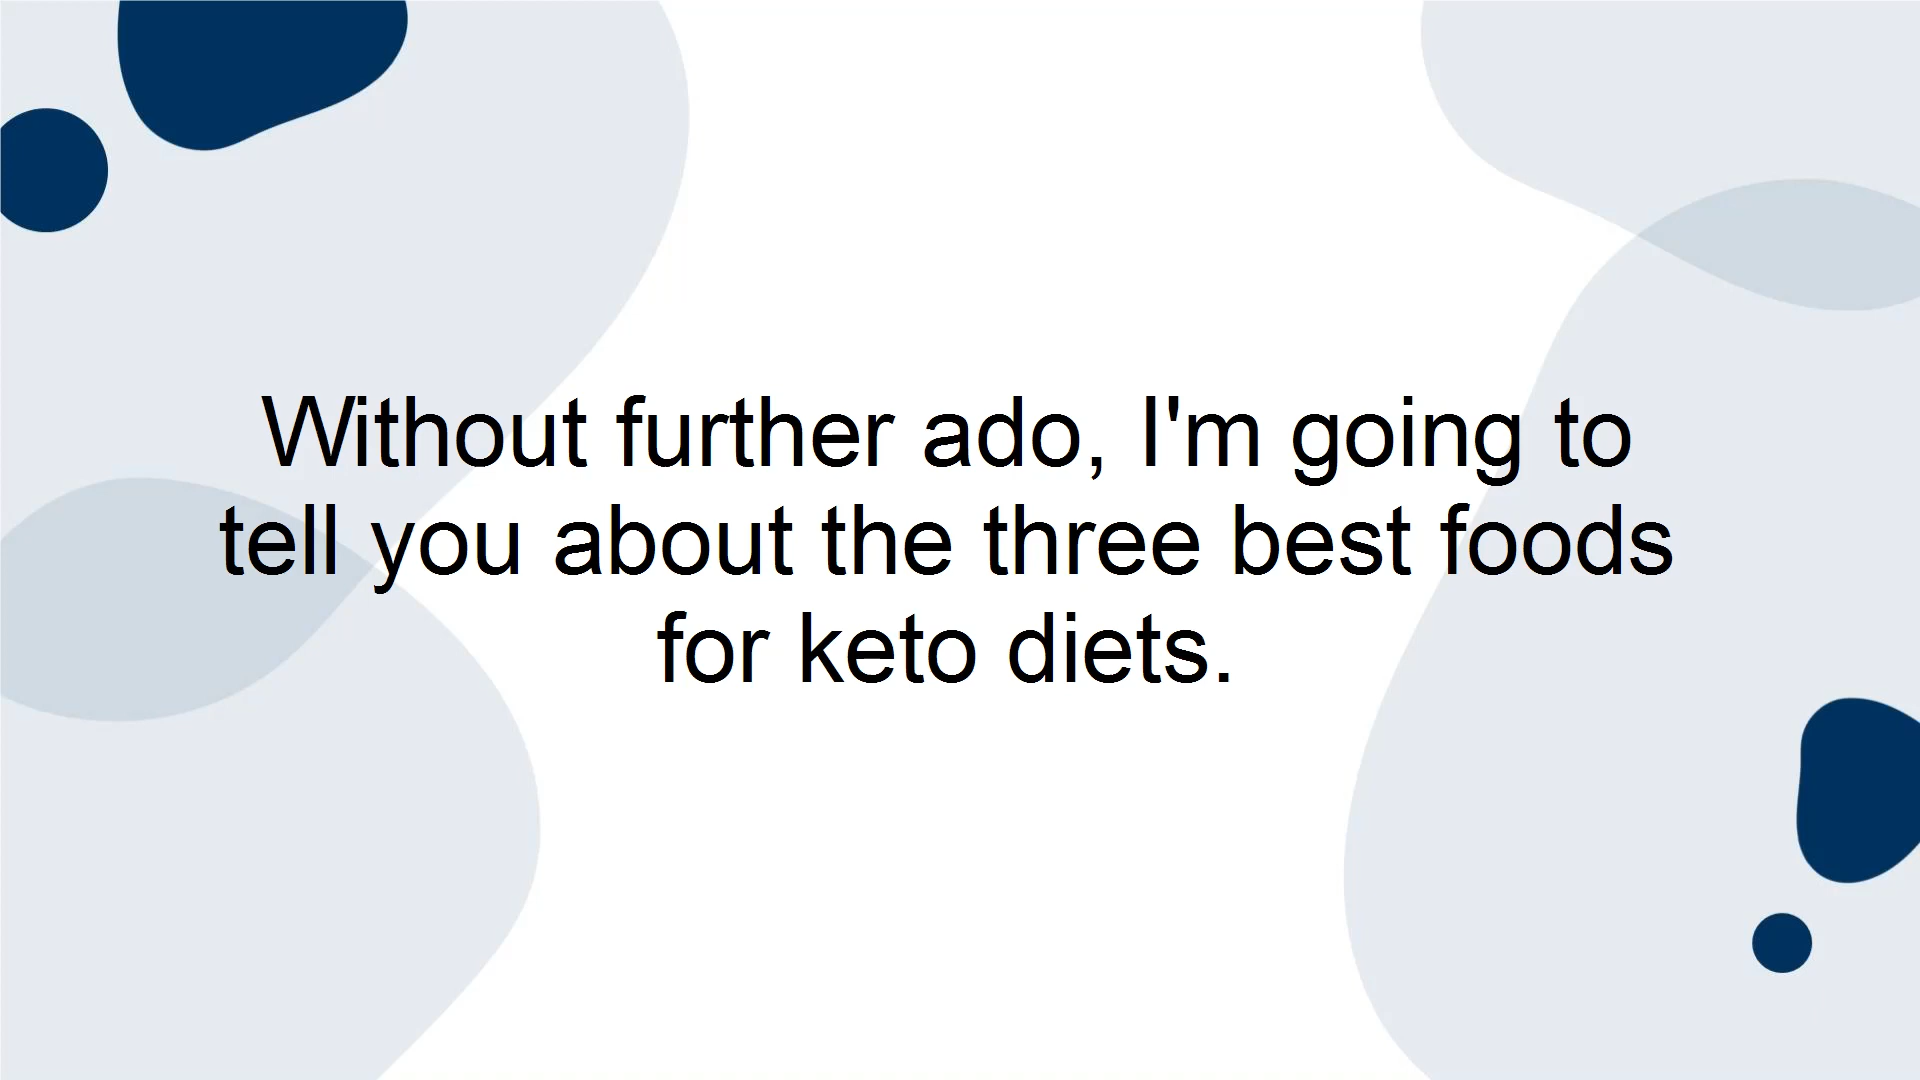 Without further ado, I'm going to
tell you about the three best foods
for keto diets.